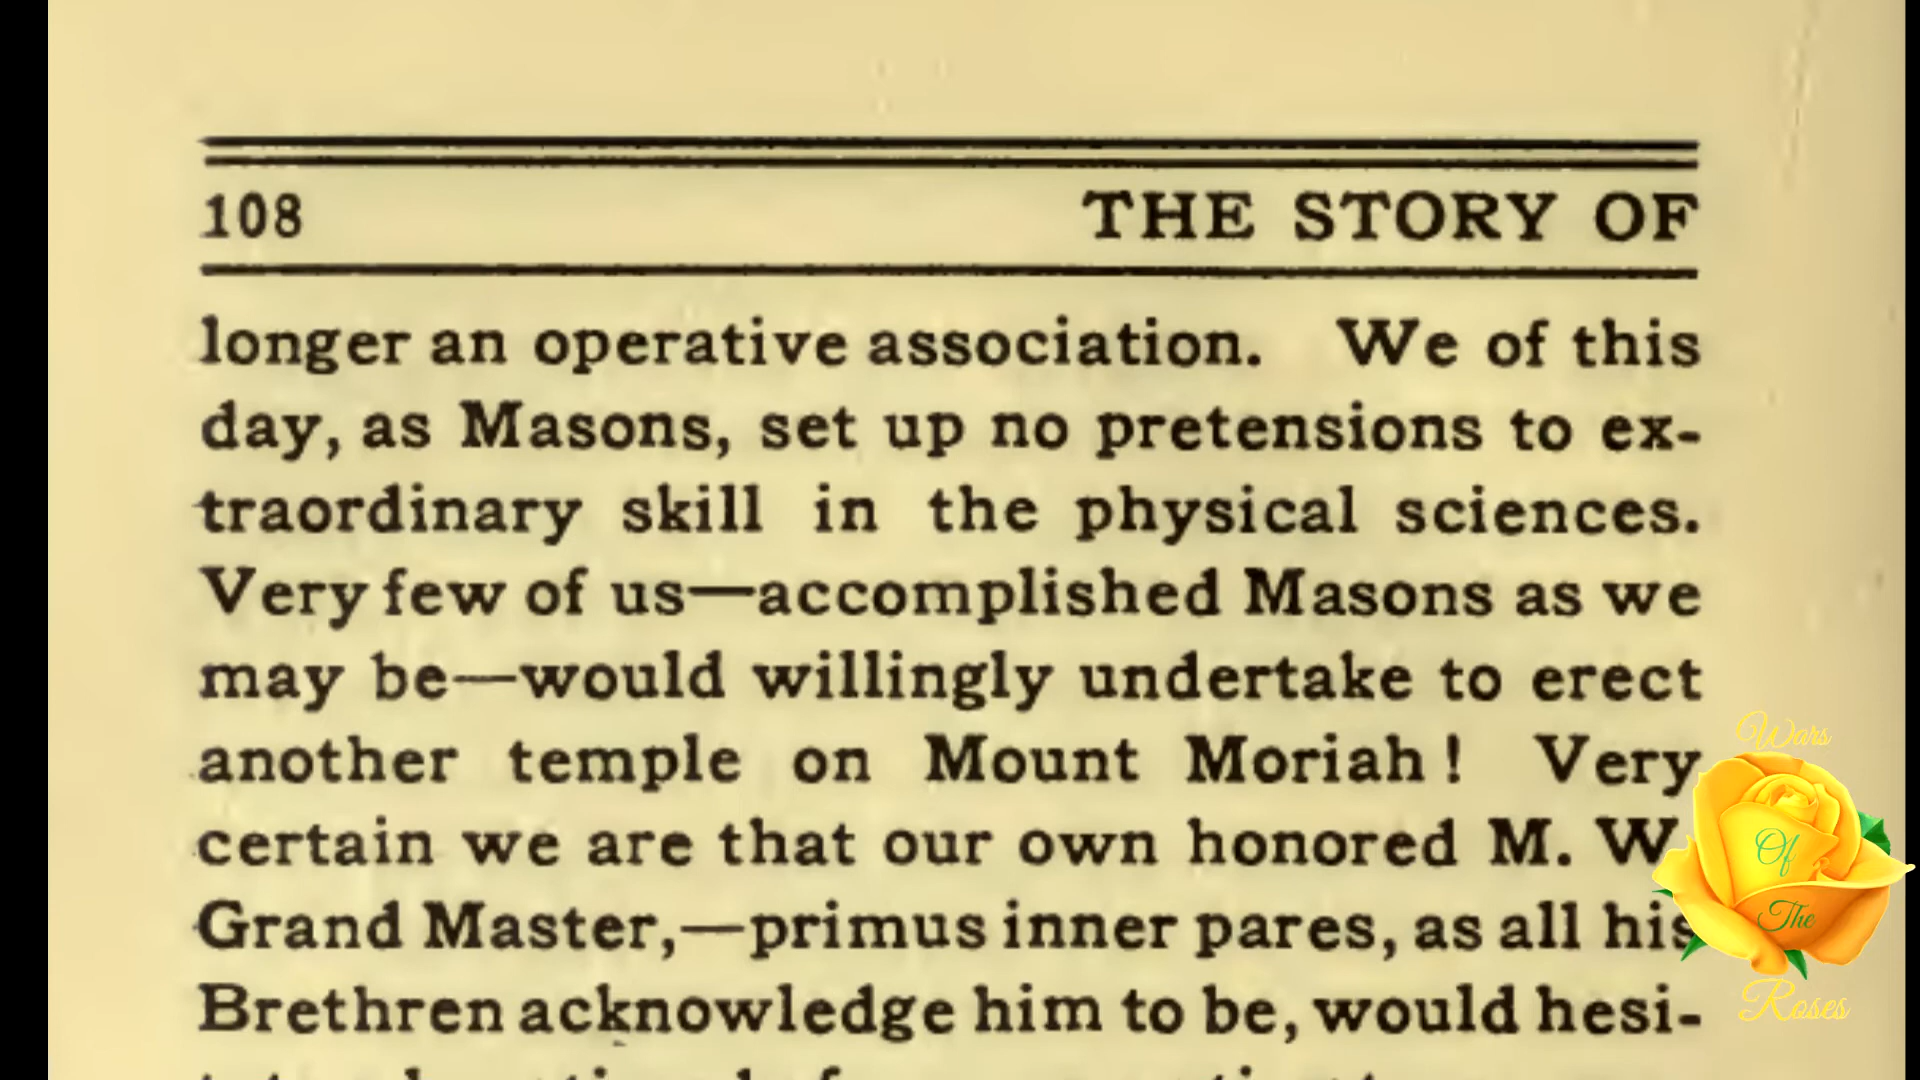 108 THE STORY OF
longer an operative association. We of this
day, as Masons, set up no pretensions to ex-
traordinary skill in the physical sciences.
Very few of us—accomplished Masons as we
may be—would willingly undertake to erect
another temple on Mount Moriah! Very
certain we are that our own honored M. W.
Grand Master,—primus inner pares, as all his
Brethren acknowledge him to be, would hesi-
Wars
Of
The
Roses